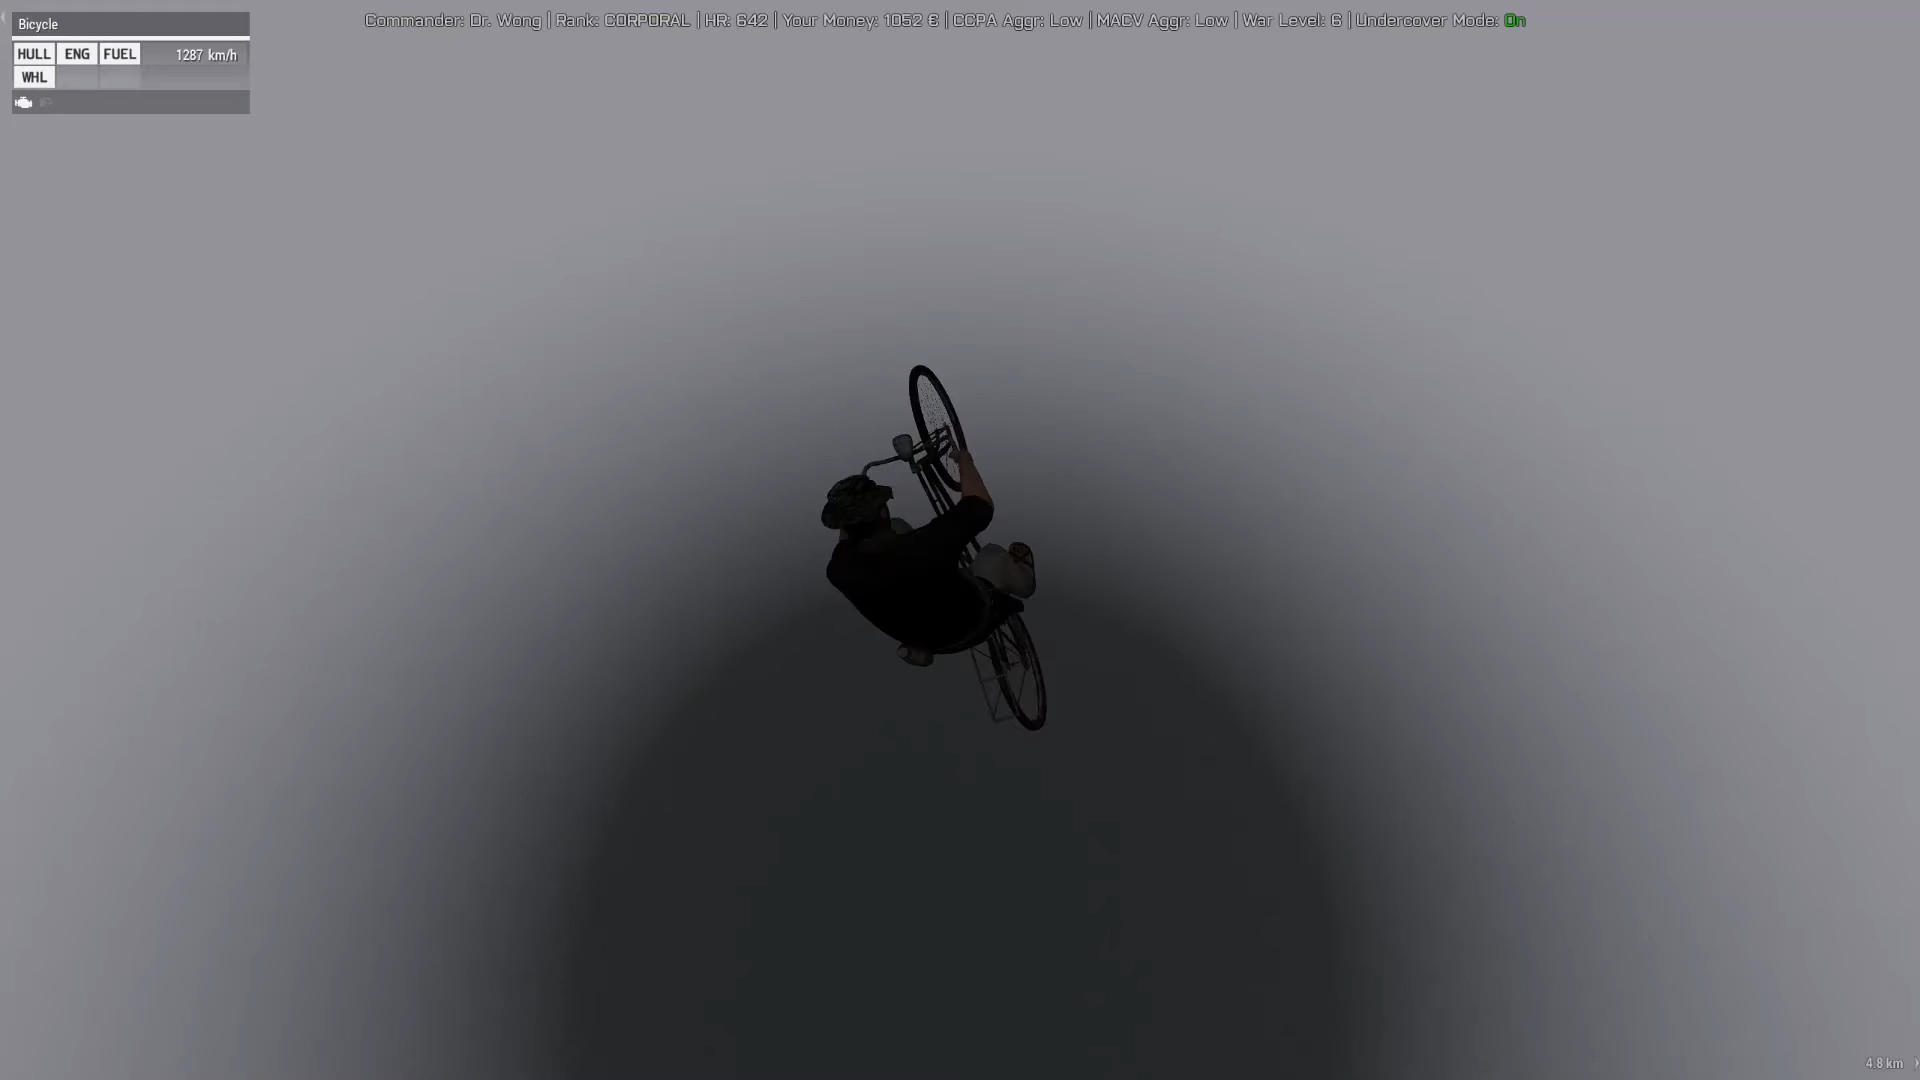 Bicycle
Commander: Dr. Wong | Rank: CORPORAL | HR: 642 | Your Money: 1052 € | CCPA Aggr: Low | MACV Aggr: Low | War Level: 6 | Undercover Mode: On
HULL ENG FUEL 1287 km/h
WHL
4.8 km